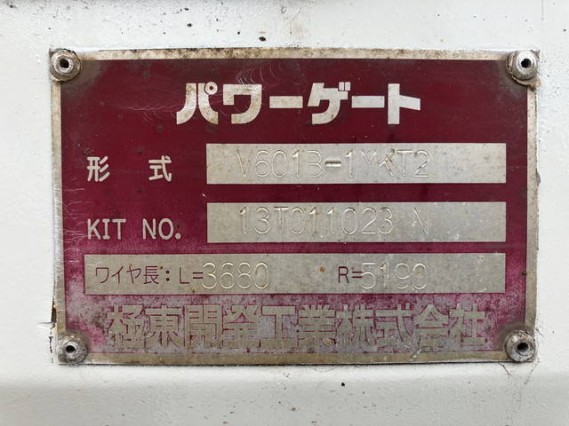 パワーゲート
形式 V601B-1MKT2
KIT NO. 13T011023 N
ワイヤ長: L=3680 R=5190
極東開発工業株式会社